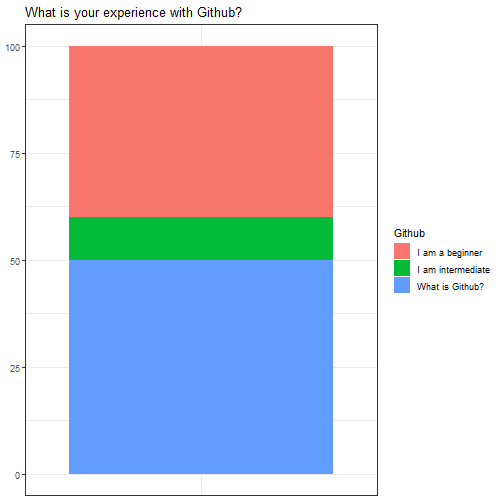 What is your experience with Github?
100
75
50
25
0
Github
I am a beginner
I am intermediate
What is Github?